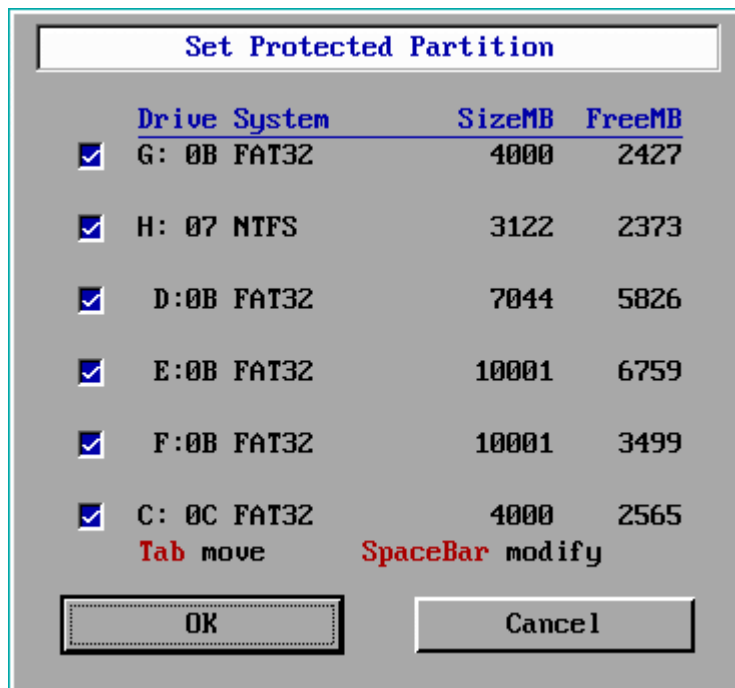 Set Protected Partition
Drive System SizeMB FreeMB
G: 0B FAT32 4000 2427
H: 07 NTFS 3122 2373
D:0B FAT32 7044 5826
E:0B FAT32 10001 6759
F:0B FAT32 10001 3499
C: 0C FAT32 4000 2565
Tab move SpaceBar modify
OK Cancel